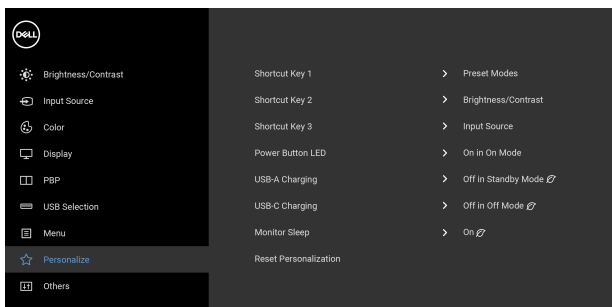 DELL
Brightness/Contrast
Input Source
Color
Display
PBP
USB Selection
Menu
Personalize
Others
Shortcut Key 1 Preset Modes
Shortcut Key 2 Brightness/Contrast
Shortcut Key 3 Input Source
Power Button LED On in On Mode
USB-A Charging Off in Standby Mode
USB-C Charging Off in Off Mode
Monitor Sleep On
Reset Personalization